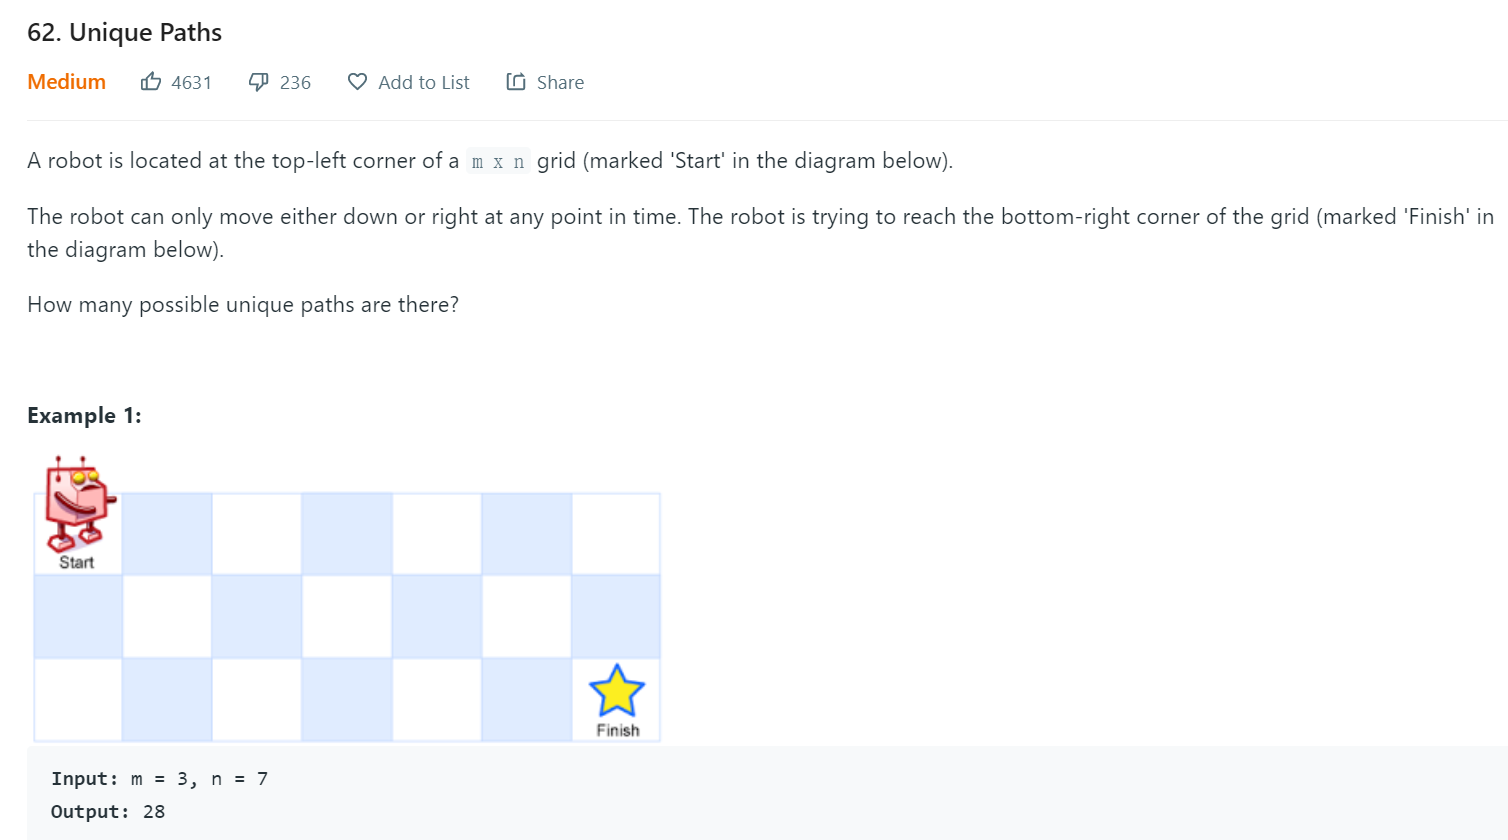 62. Unique Paths
Medium 4631 236 Add to List Share
A robot is located at the top-left corner of a m x n grid (marked 'Start' in the diagram below).
The robot can only move either down or right at any point in time. The robot is trying to reach the bottom-right corner of the grid (marked 'Finish' in
the diagram below).
How many possible unique paths are there?
Example 1:
Start
Finish
Input: m = 3, n = 7
Output: 28